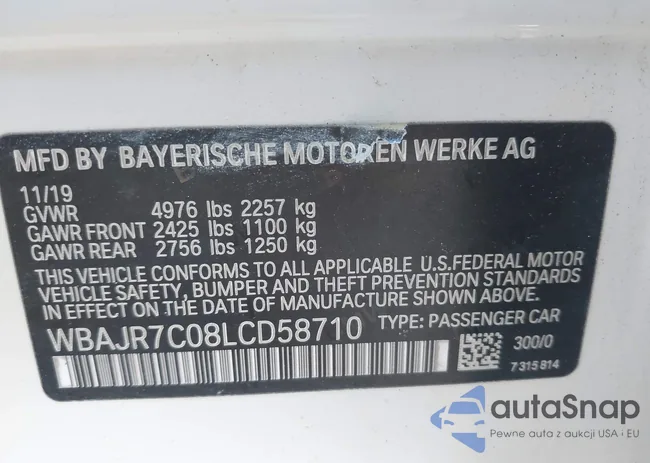 MFD BY BAYERISCHE MOTOREN WERKE AG
11/19
GVWR 4976 lbs 2257 kg
GAWR FRONT 2425 lbs 1100 kg
GAWR REAR 2756 lbs 1250 kg
THIS VEHICLE CONFORMS TO ALL APPLICABLE U.S.FEDERAL MOTOR
VEHICLE SAFETY, BUMPER AND THEFT PREVENTION STANDARDS
IN EFFECT ON THE DATE OF MANUFACTURE SHOWN ABOVE.
WBAJR7C08LCD58710 TYPE: PASSENGER CAR
300/0
7315814
autaSnap
Pewne auta z aukcji USA i EU